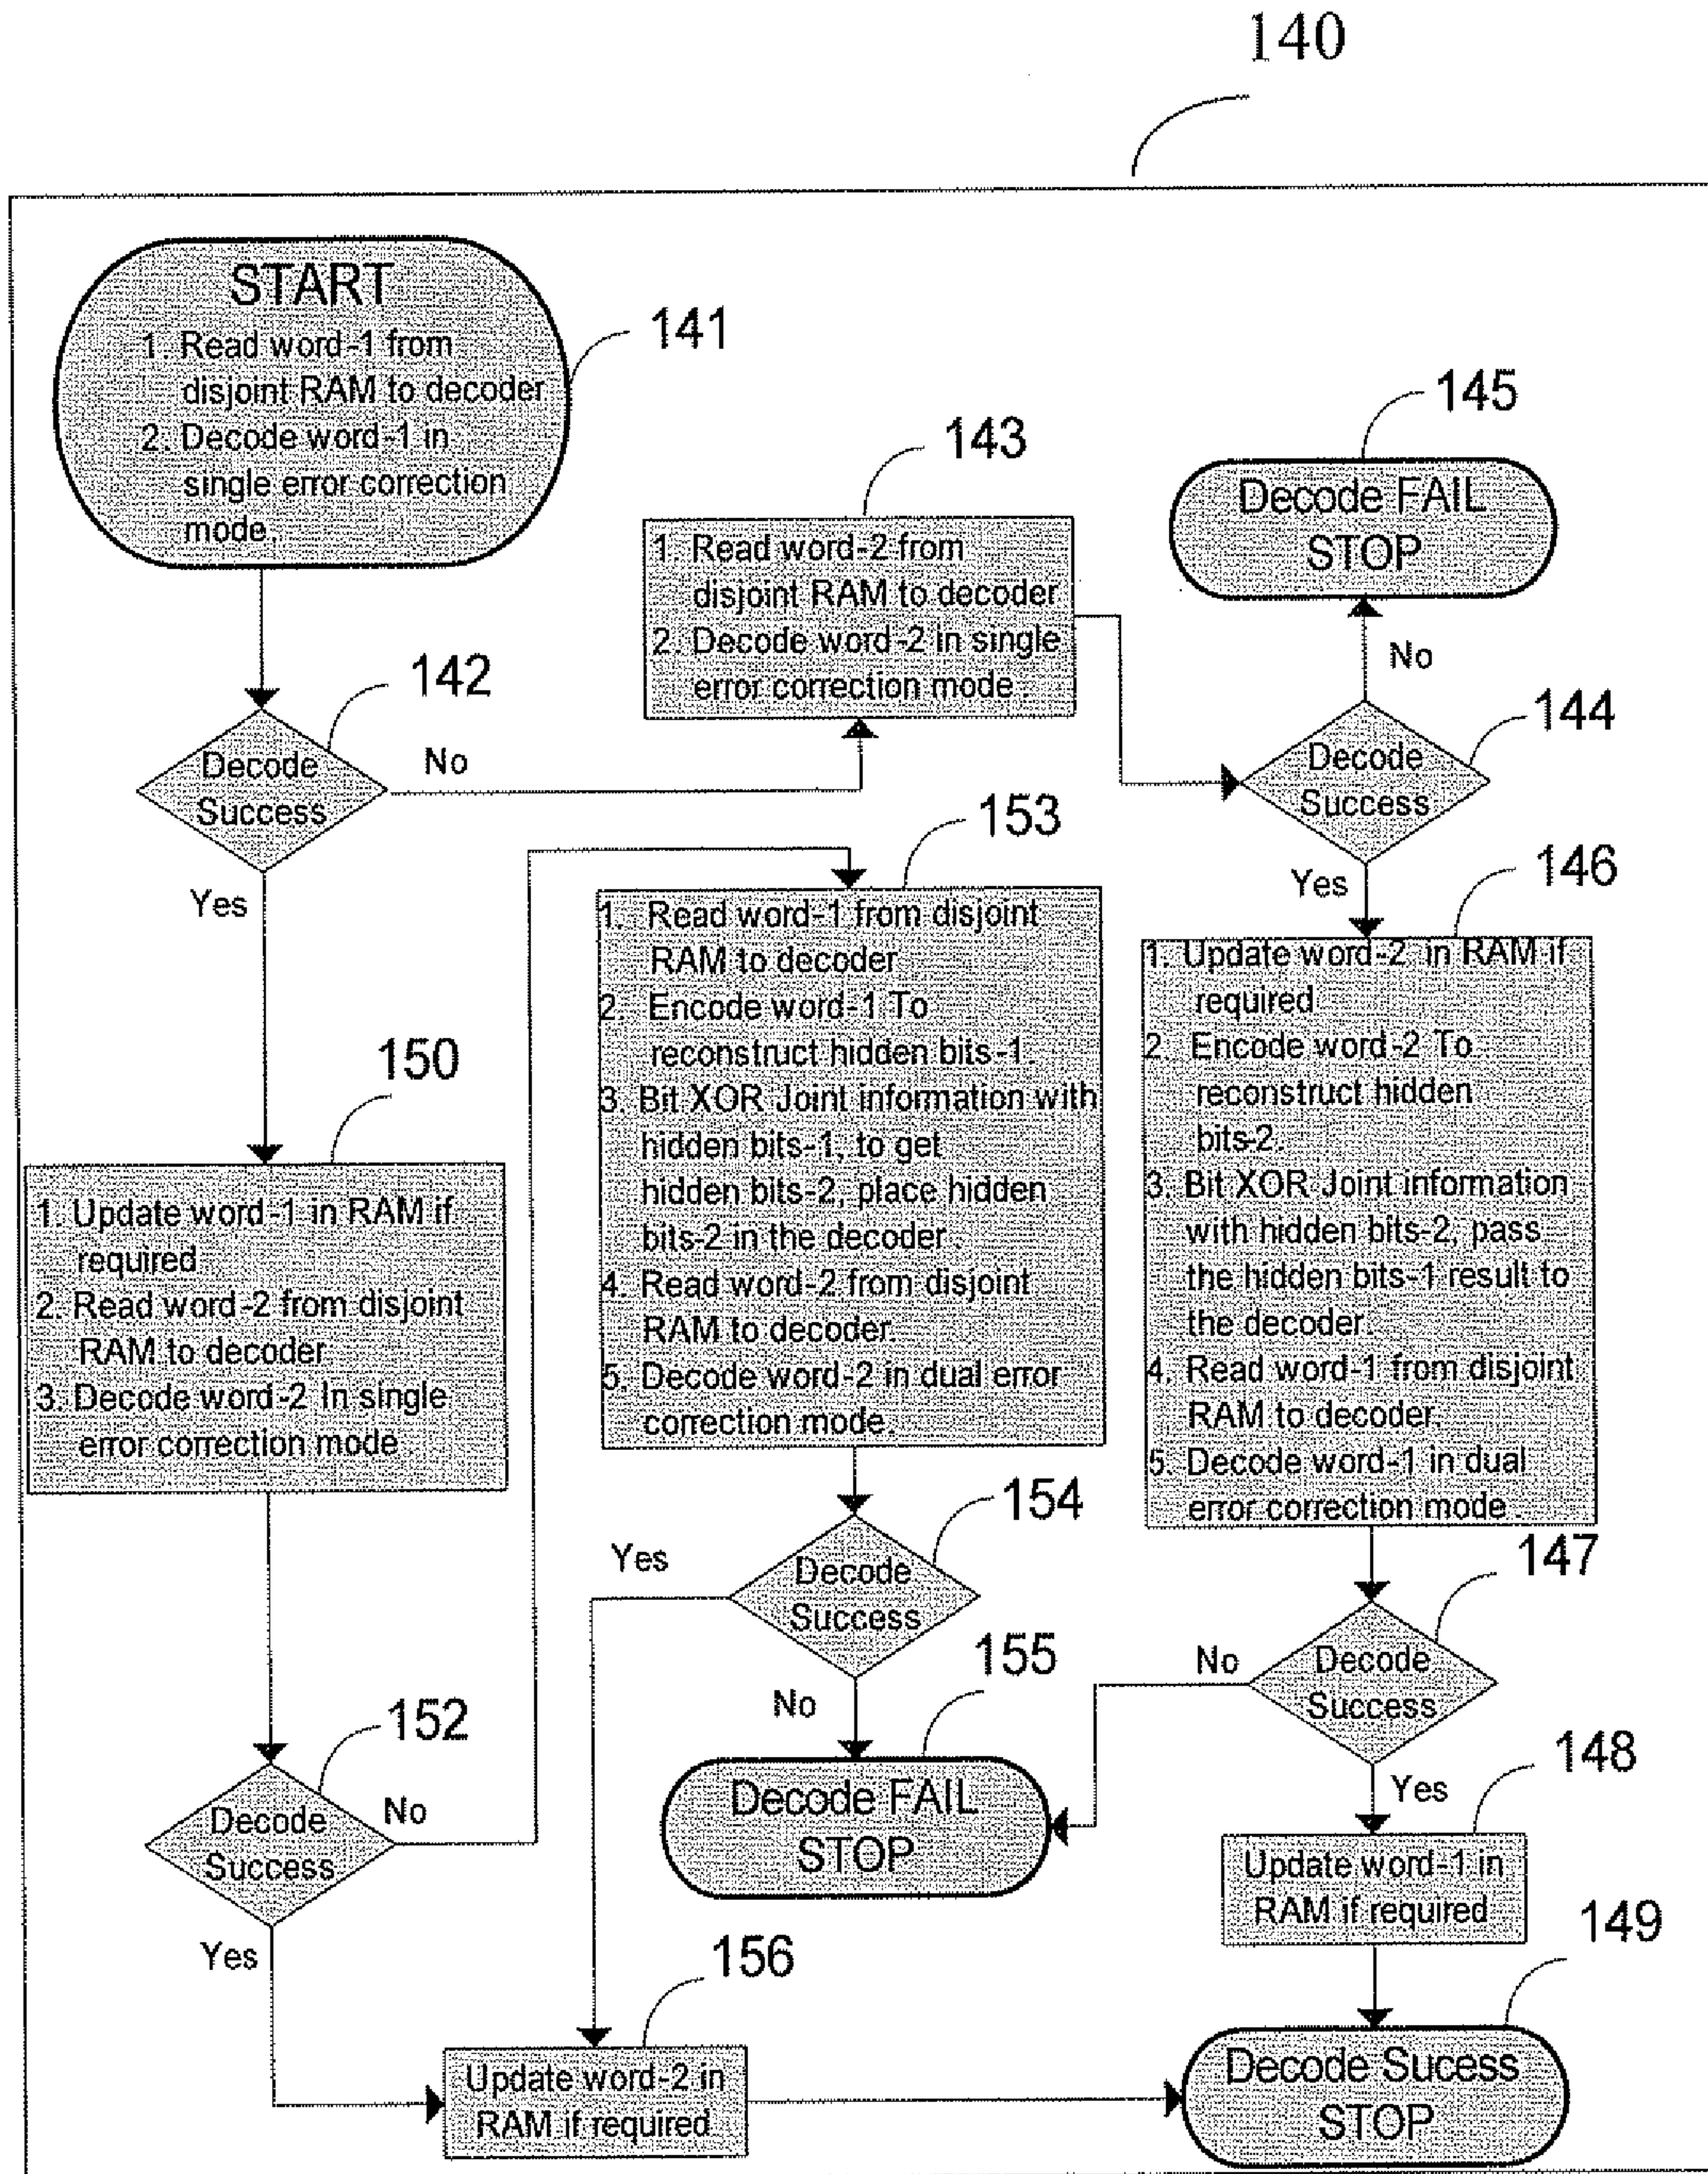 140
START
1. Read word-1 from
disjoint RAM to decoder
2. Decode word-1 in
single error correction
mode.
141
142
Decode
Success
No
Yes
143
1. Read word-2 from
disjoint RAM to decoder
2. Decode word-2 In single
error correction mode.
145
Decode FAIL
STOP
No
144
Decode
Success
Yes
146
1. Update word-2 in RAM if
required
2. Encode word-2 To
reconstruct hidden
bits-2.
3. Bit XOR Joint information
with hidden bits-2, pass
the hidden bits-1 result to
the decoder.
4. Read word-1 from disjoint
RAM to decoder.
5. Decode word-1 in dual
error correction mode.
153
1. Read word-1 from disjoint
RAM to decoder
2. Encode word-1 To
reconstruct hidden bits-1.
3. Bit XOR Joint information with
hidden bits-1, to get
hidden bits-2, place hidden
bits-2 in the decoder.
4. Read word-2 from disjoint
RAM to decoder.
5. Decode word-2 in dual error
correction mode.
150
1. Update word-1 in RAM if
required
2. Read word-2 from disjoint
RAM to decoder
3. Decode word-2 In single
error correction mode
154
Yes
Decode
Success
No
147
No
Decode
Success
Yes
155
Decode FAIL
STOP
152
Decode
Success
No
Yes
148
Update word-1 in
RAM if required
156
Update word-2 in
RAM if required
149
Decode Sucess
STOP